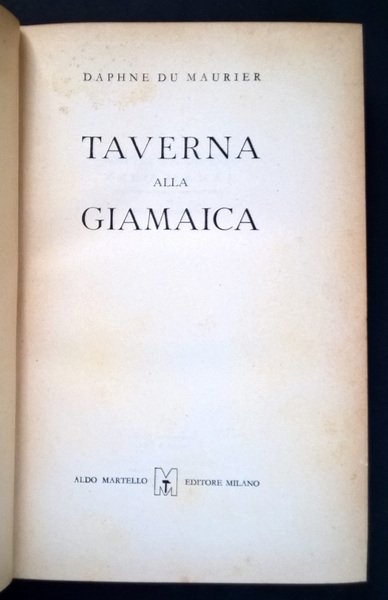 DAPHNE DU MAURIER
TAVERNA
ALLA
GIAMAICA
ALDO MARTELLO M EDITORE MILANO